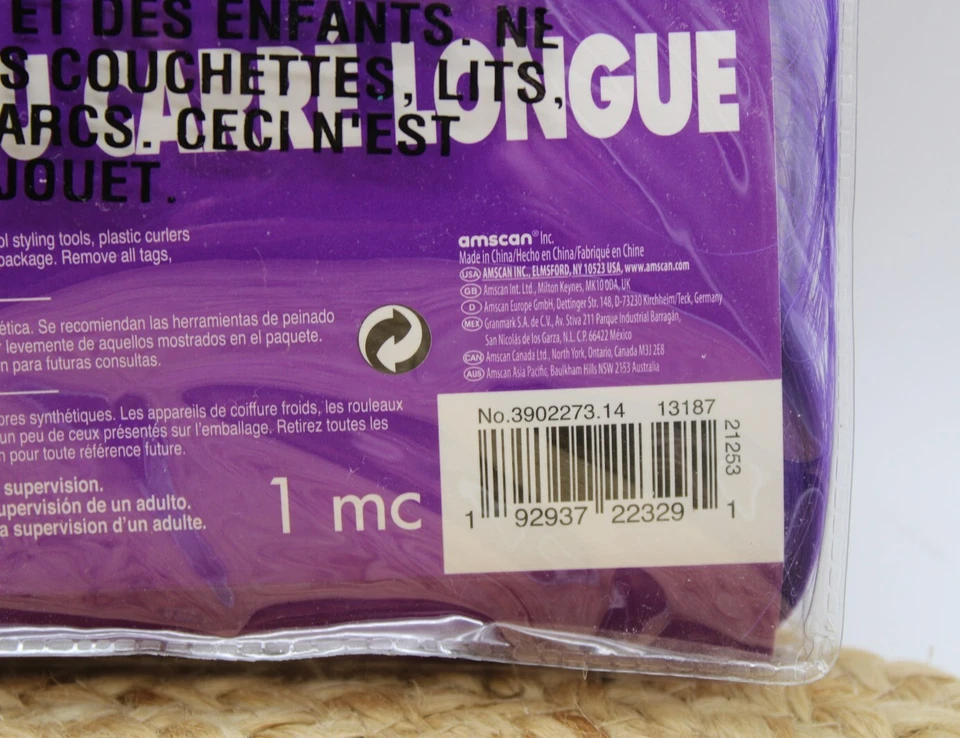 ET DES ENFANTS. NE
S COUCHETTES, LITS,
U CARRÉ LONGUE
ARCS. CECI N'EST
JOUET.
ol styling tools, plastic curlers
package. Remove all tags,
ética. Se recomiendan las herramientas de peinado
r levemente de aquellos mostrados en el paquete.
n para futuras consultas.
bres synthétiques. Les appareils de coiffure froids, les rouleaux
un peu de ceux présentés sur l'emballage. Retirez toutes les
n pour toute référence future.
supervision.
upervisión de un adulto.
a supervision d'un adulte.
1 mc
amscan® Inc.
Made in China/Hecho en China/Fabriqué en Chine
USA AMSCAN INC., ELMSFORD, NY 10523 USA, www.amscan.com
GB Amscan Int. Ltd., Milton Keynes, MK10 0DA, UK
D Amscan Europe GmbH, Dettinger Str. 148, D-73230 Kirchheim/Teck, Germany
MEX Granmark S.A. de C.V., Av. Stiva 211 Parque Industrial Barragán,
San Nicolás de los Garza, N.L. C.P. 66422 México
CAN Amscan Canada Ltd., North York, Ontario, Canada M3J 2E8
AUS Amscan Asia Pacific, Baulkham Hills NSW 2153 Australia
No.3902273.14 13187
21253
1 92937 22329 1